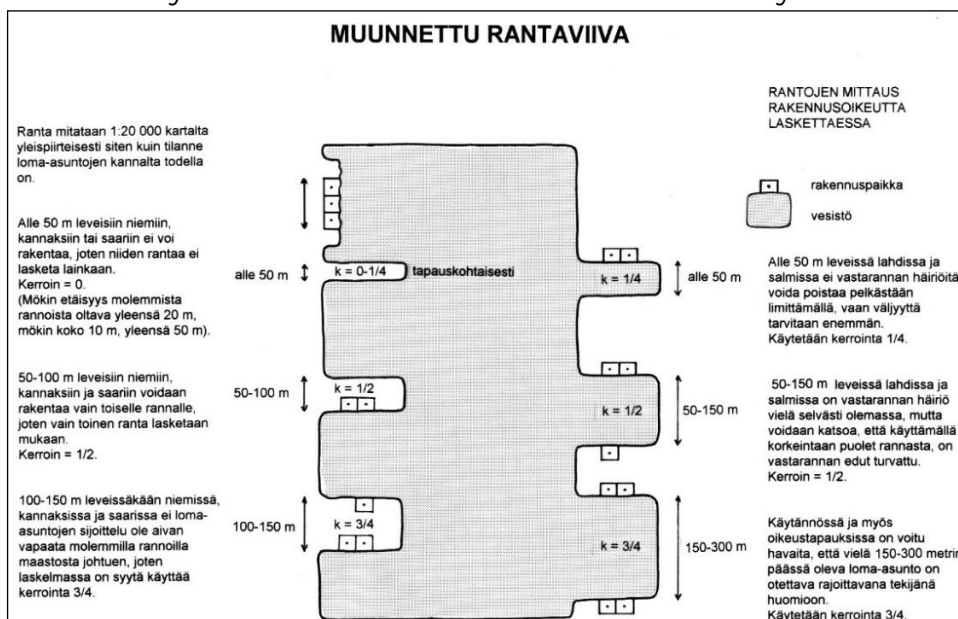 MUUNNETTU RANTAVIIVA
Ranta mitataan 1:20 000 kartalta
yleispiirteisesti siten kuin tilanne
loma-asuntojen kannalta todella
on.
Alle 50 m leveisiin niemiin,
kannaksiin tai saariin ei voi
rakentaa, joten niiden rantaa ei
lasketa lainkaan.
Kerroin = 0.
(Mökin etäisyys molemmista
rannoista oltava yleensä 20 m,
mökin koko 10 m, yleensä 50 m).
50-100 m leveisiin niemiin,
kannaksiin ja saariin voidaan
rakentaa vain toiselle rannalle,
joten vain toinen ranta lasketaan
mukaan.
Kerroin = 1/2.
100-150 m leveissäkään niemissä,
kannaksissa ja saarissa ei loma-
asuntojen sijoittelu ole aivan
vapaata molemmilla rannoilla
maastosta johtuen, joten
laskelmassa on syytä käyttää
kerrointa 3/4.
alle 50 m
k = 0-1/4
tapauskohtaisesti
50-100 m
k = 1/2
100-150 m
k = 3/4
k = 1/4
alle 50 m
k = 1/2
50-150 m
k = 3/4
150-300 m
RANTOJEN MITTAUS
RAKENNUSOIKEUTTA
LASKETTAESSA
rakennuspaikka
vesistö
Alle 50 m leveissä lahdissa ja
salmissa ei vastarannan häiriöitä
voida poistaa pelkästään
limittämällä, vaan väljyyttä
tarvitaan enemmän.
Käytetään kerrointa 1/4.
50-150 m leveissä lahdissa ja
salmissa on vastarannan häiriö
vielä selvästi olemassa, mutta
voidaan katsoa, että käyttämällä
korkeintaan puolet rannasta, on
vastarannan edut turvattu.
Kerroin = 1/2.
Käytännössä ja myös
oikeustapauksissa on voitu
havaita, että vielä 150-300 metrin
päässä oleva loma-asunto on
otettava rajoittavana tekijänä
huomioon.
Käytetään kerrointa 3/4.